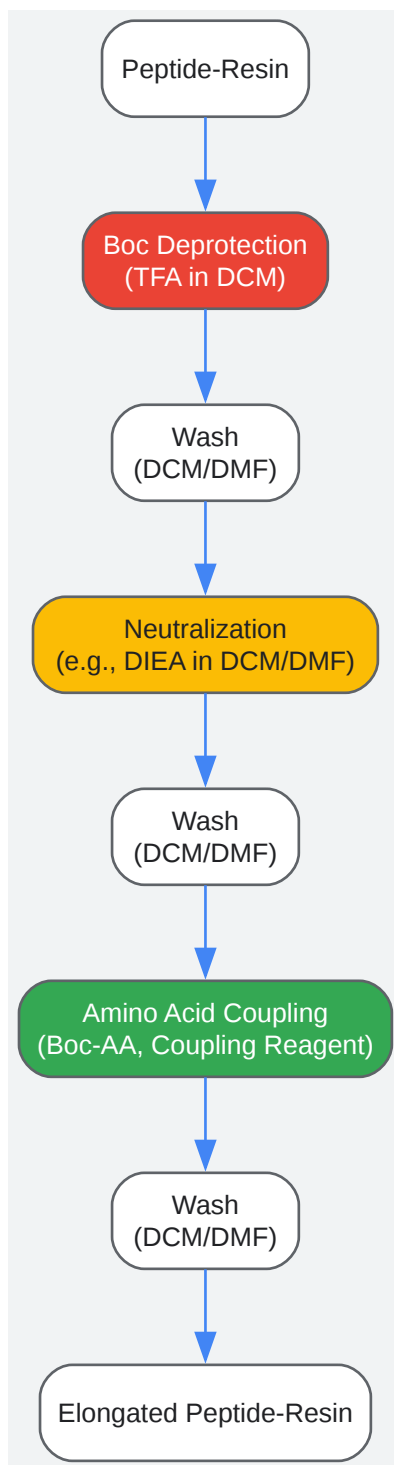 Peptide-Resin
Boc Deprotection
(TFA in DCM)
Wash
(DCM/DMF)
Neutralization
(e.g., DIEA in DCM/DMF)
Wash
(DCM/DMF)
Amino Acid Coupling
(Boc-AA, Coupling Reagent)
Wash
(DCM/DMF)
Elongated Peptide-Resin